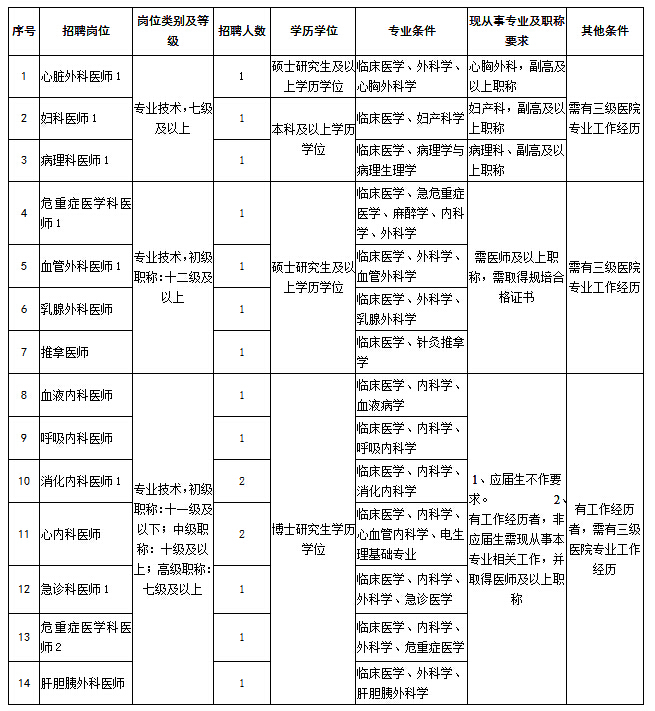 序号 招聘岗位 岗位类别及等 招聘人数 学历学位 专业条件 现从事专业及职称 其他条件
级 要求
1 心脏外科医师 1 专业技术,七级 1 硕士研究生及以 临床医学、外科学、 心胸外科,副高及 需有三级医院
及以上 上学历学位 心胸外科学 以上职称 专业工作经历
2 妇科医师 1 1 本科及以上学历 临床医学、妇产科学 妇产科,副高及以
学位 上职称
3 病理科医师 1 1 临床医学、病理学与 病理科、副高及以
病理生理学 上职称
4 危重症医学科医 专业技术,初级 1 硕士研究生及以 临床医学、急危重症 需医师及以上职 需有三级医院
师 1 职称:十二级及 上学历学位 医学、麻醉学、内科 称,需取得规培合 专业工作经历
以上 学、外科学 格证书
5 血管外科医师 1 1 临床医学、外科学、
血管外科学
6 乳腺外科医师 1 临床医学、外科学、
乳腺外科学
7 推拿医师 1 临床医学、针灸推拿
学
8 血液内科医师 专业技术,初级 1 博士研究生学历 临床医学、内科学、 1、应届生不作要 有工作经历
职称:十一级及 学位 血液病学 求。 2、 者,需有三级
以下;中级职 有工作经历者,非 医院专业工作
称:十级及以 应届生需现从事本 经历
上;高级职称: 专业相关工作,并
七级及以上 取得医师及以上职
称
9 呼吸内科医师 1 临床医学、内科学、
呼吸内科学
10 消化内科医师 1 2 临床医学、内科学、
消化内科学
11 心内科医师 2 临床医学、内科学、
心血管内科学、电生
理基础专业
12 急诊科医师 1 1 临床医学、内科学、
外科学、急诊医学
13 危重症医学科医 1 临床医学、内科学、
师 2 外科学、危重症医学
14 肝胆胰外科医师 1 临床医学、外科学、
肝胆胰外科学